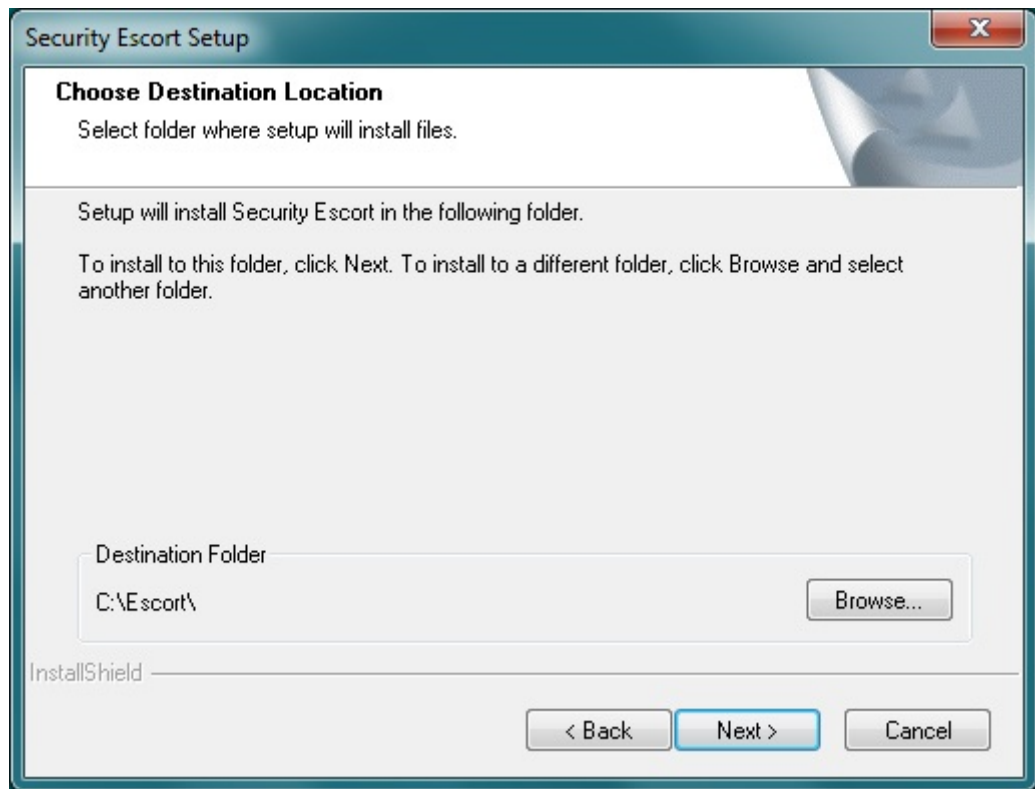 Security Escort Setup
Choose Destination Location
Select folder where setup will install files.
Setup will install Security Escort in the following folder.
To install to this folder, click Next. To install to a different folder, click Browse and select
another folder.
Destination Folder
C:\Escort\
Browse...
InstallShield
< Back
Next >
Cancel